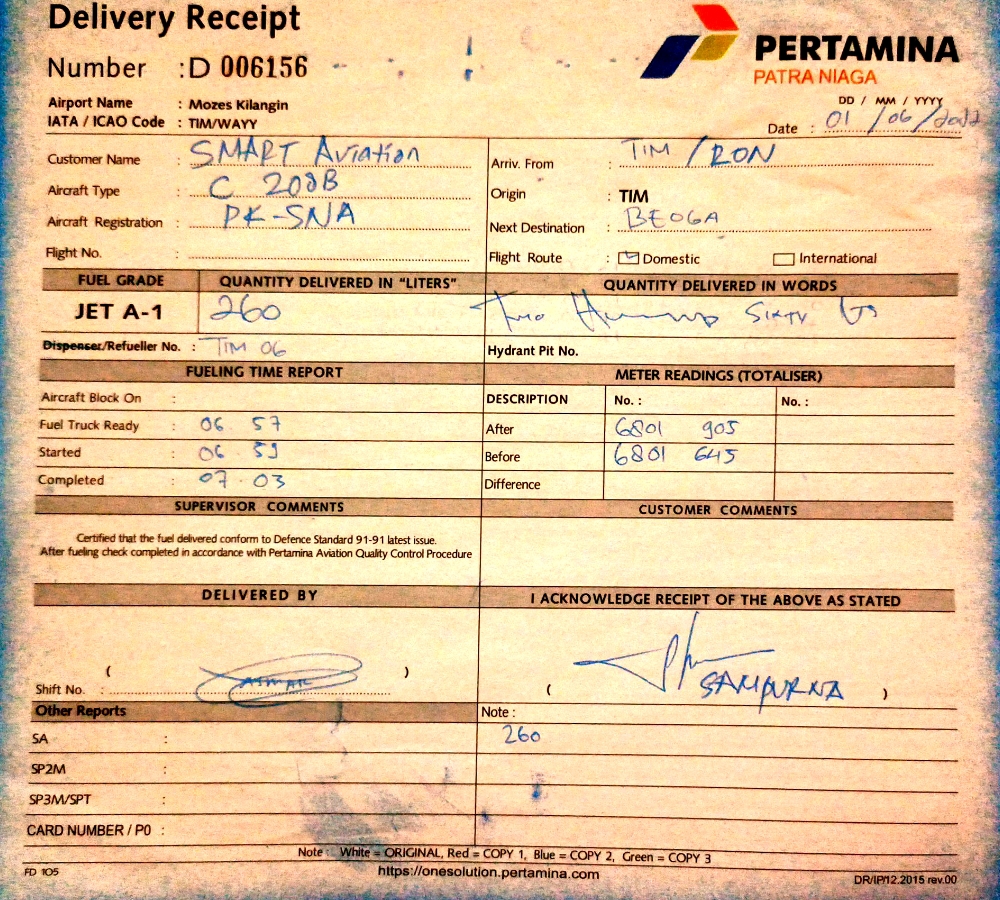 Delivery Receipt
Number : D 006156
PERTAMINA
PATRA NIAGA
Airport Name : Mozes Kilangin
IATA / ICAO Code : TIM/WAYY
DD / MM / YYYY
Date : 01 / 06 / 2022
Customer Name : SMART Aviation
Arriv. From : TIM / RON
Aircraft Type : C 208B
Origin : TIM
Aircraft Registration : PK-SNA
Next Destination : BEOGA
Flight No. :
Flight Route : Domestic International
FUEL GRADE QUANTITY DELIVERED IN "LITERS" QUANTITY DELIVERED IN WORDS
JET A-1 260 Two Sixty
Dispenser/Refueller No. : TIM 06
Hydrant Pit No.
FUELING TIME REPORT METER READINGS (TOTALISER)
Aircraft Block On :
DESCRIPTION No. : No. :
Fuel Truck Ready : 06 . 57
After 6801 905
Started : 06 59
Before 6801 645
Completed : 07 . 03
Difference
SUPERVISOR COMMENTS CUSTOMER COMMENTS
Certified that the fuel delivered conform to Defence Standard 91-91 latest issue.
After fueling check completed in accordance with Pertamina Aviation Quality Control Procedure
DELIVERED BY I ACKNOWLEDGE RECEIPT OF THE ABOVE AS STATED
( )
Shift No. :
( SAMPURNA )
Other Reports Note :
SA : 260
SP2M :
SP3M/SPT :
CARD NUMBER / P0 :
Note : White = ORIGINAL, Red = COPY 1, Blue = COPY 2, Green = COPY 3
FD 105 https://onesolution.pertamina.com DR/IP/12.2015 rev.00